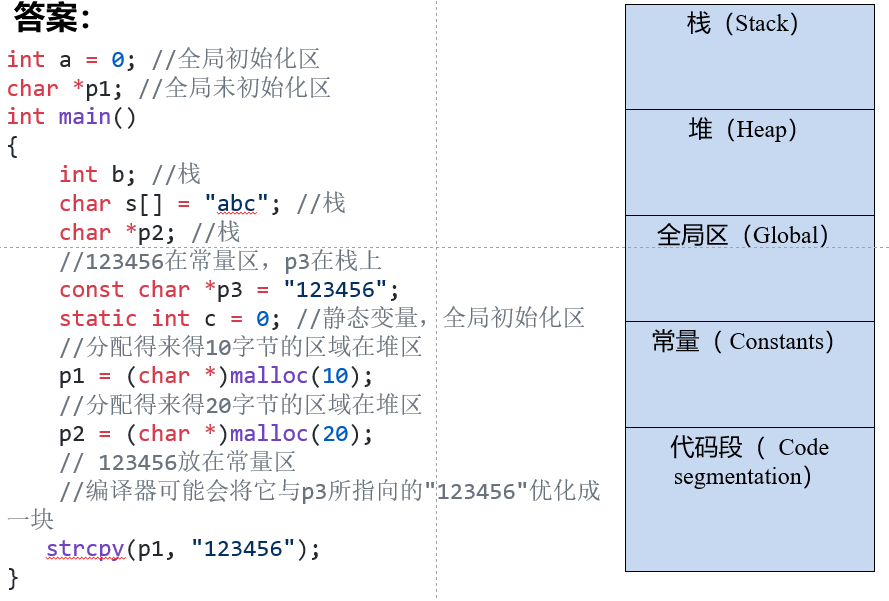 答案：
int a = 0; //全局初始化区
char *p1; //全局未初始化区
int main()
{
    int b; //栈
    char s[] = "abc"; //栈
    char *p2; //栈
    //123456在常量区，p3在栈上
    const char *p3 = "123456";
    static int c = 0; //静态变量，全局初始化区
    //分配得来得10字节的区域在堆区
    p1 = (char *)malloc(10);
    //分配得来得20字节的区域在堆区
    p2 = (char *)malloc(20);
    // 123456放在常量区
    //编译器可能会将它与p3所指向的"123456"优化成
一块
   strcpy(p1, "123456");
}
栈（Stack）
堆（Heap）
全局区（Global）
常量（ Constants）
代码段（ Code
segmentation）